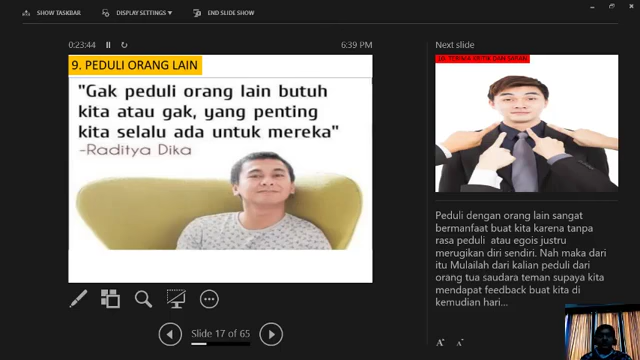 SHOW TASKBAR
DISPLAY SETTINGS
END SLIDE SHOW
0:23:44
6:39 PM
9. PEDULI ORANG LAIN
"Gak peduli orang lain butuh
kita atau gak, yang penting
kita selalu ada untuk mereka"
-Raditya Dika
Slide 17 of 65
Next slide
10. TERIMA KRITIK DAN SARAN
Peduli dengan orang lain sangat
bermanfaat buat kita karena tanpa
rasa peduli atau egois justru
merugikan diri sendiri. Nah maka dari
itu Mulailah dari kalian peduli dari
orang tua saudara teman supaya kita
mendapat feedback buat kita di
kemudian hari...
A
A